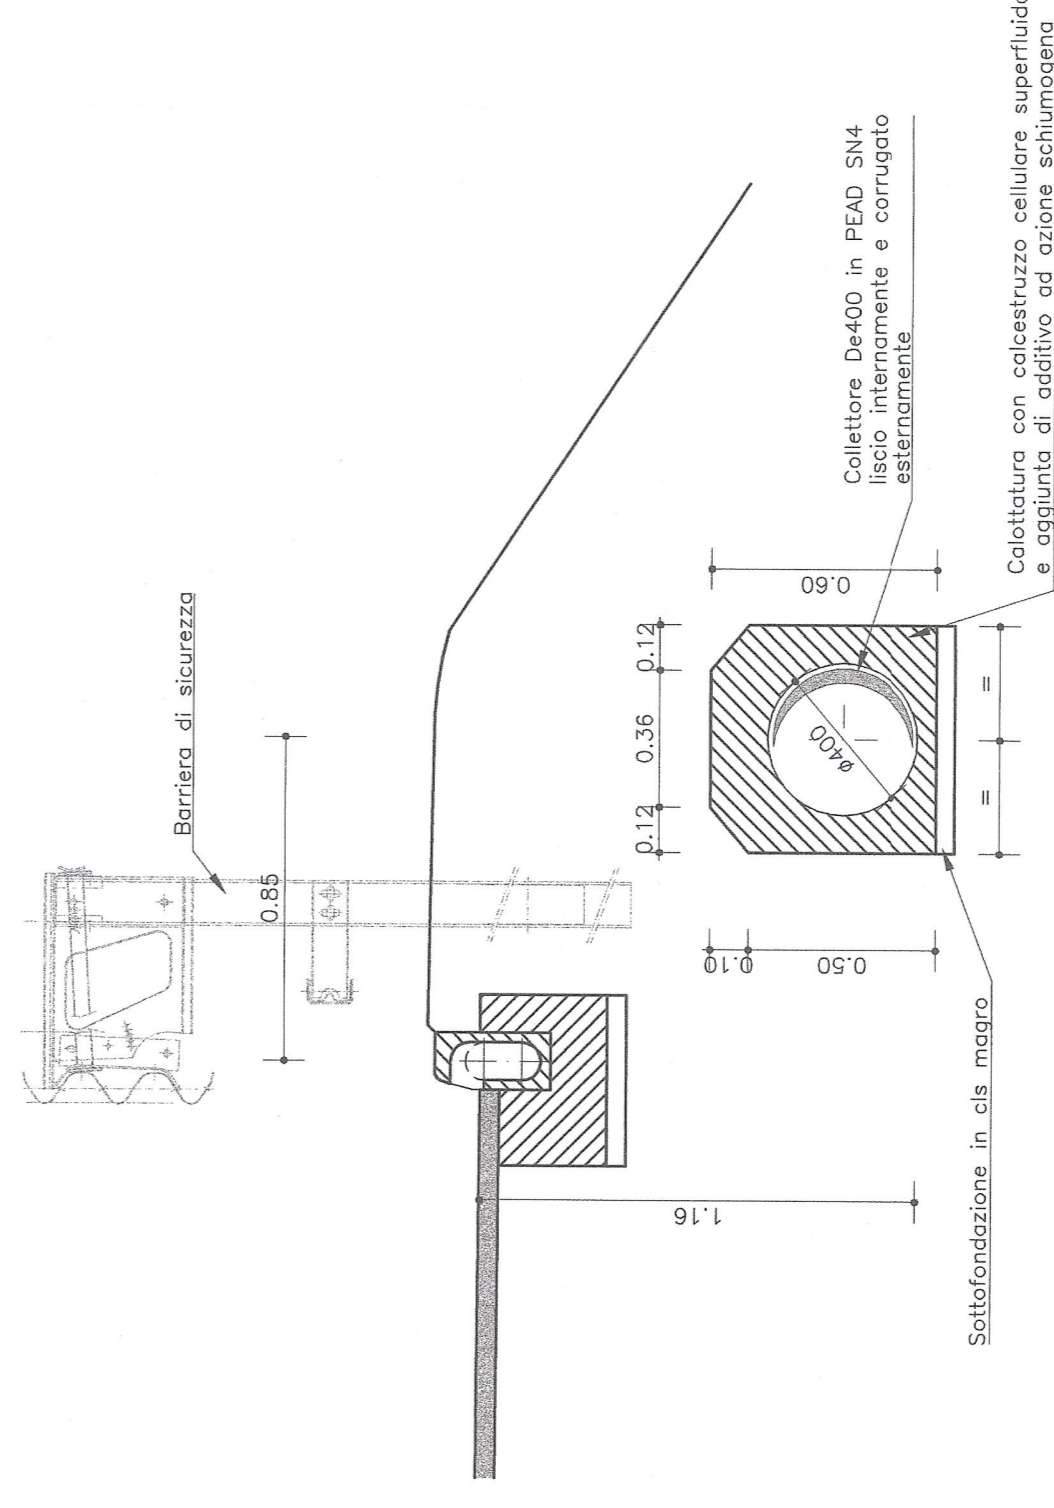 Barriera di sicurezza
0.85
Collettore De400 in PEAD SN4
liscio internamente e corrugato
esternamente
Calottatura con calcestruzzo cellulare superfluido
e aggiunta di additivo ad azione schiumogena
0.12
0.36
0.12
0.60
ø400
0.10
0.50
=
=
1.16
Sottofondazione in cls magro